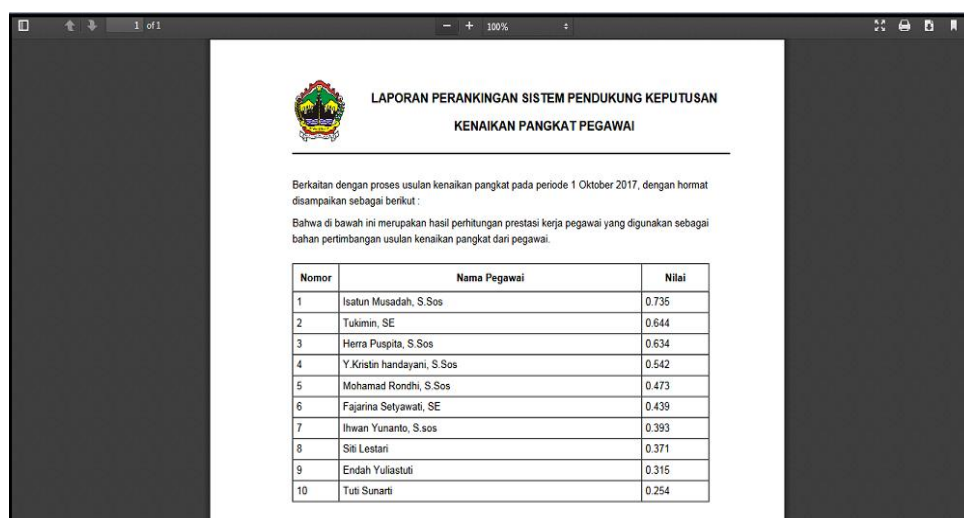 1 of 1
100%
LAPORAN PERANKINGAN SISTEM PENDUKUNG KEPUTUSAN
KENAIKAN PANGKAT PEGAWAI
Berkaitan dengan proses usulan kenaikan pangkat pada periode 1 Oktober 2017, dengan hormat
disampaikan sebagai berikut :
Bahwa di bawah ini merupakan hasil perhitungan prestasi kerja pegawai yang digunakan sebagai
bahan pertimbangan usulan kenaikan pangkat dari pegawai.
Nomor Nama Pegawai Nilai
1 Isatun Musadah, S.Sos 0.735
2 Tukimin, SE 0.644
3 Herra Puspita, S.Sos 0.634
4 Y.Kristin handayani, S.Sos 0.542
5 Mohamad Rondhi, S.Sos 0.473
6 Fajarina Setyawati, SE 0.439
7 Ihwan Yunanto, S.sos 0.393
8 Siti Lestari 0.371
9 Endah Yuliastuti 0.315
10 Tuti Sunarti 0.254